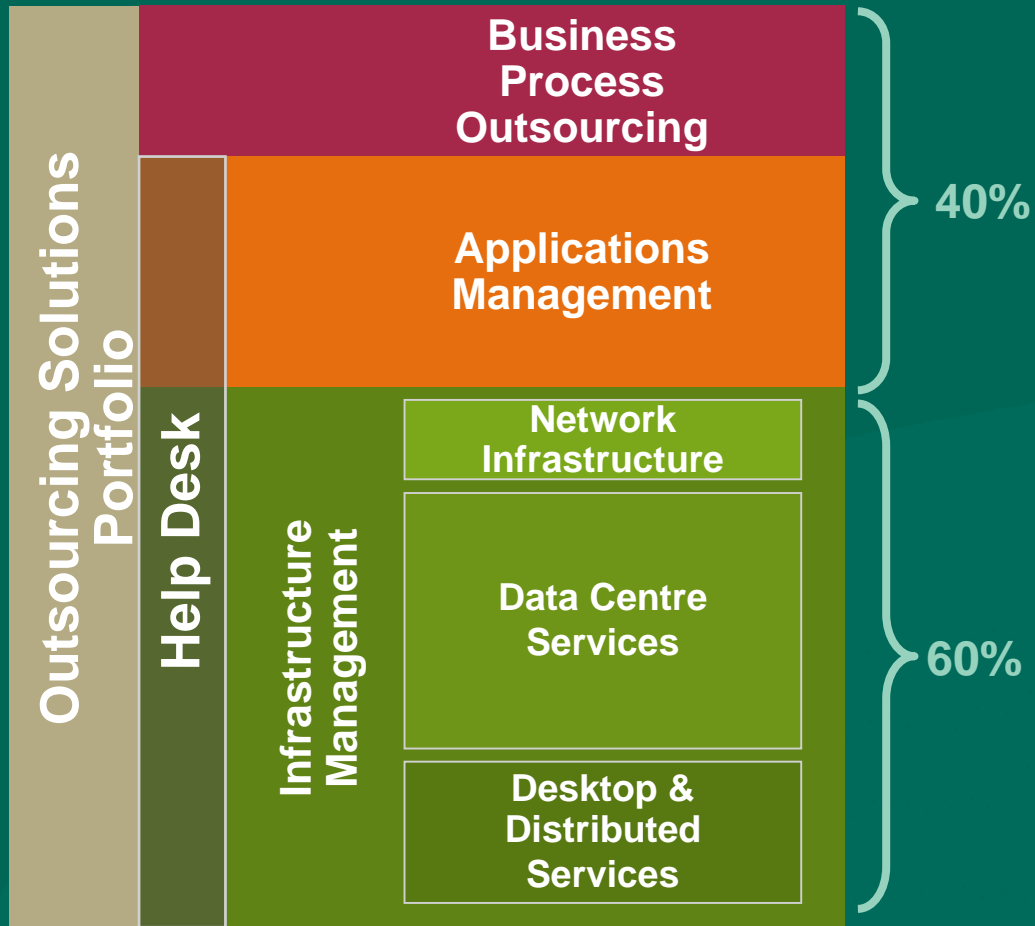 Outsourcing Solutions
Portfolio
Help Desk
Business
Process
Outsourcing
Applications
Management
40%
Infrastructure
Management
Network
Infrastructure
Data Centre
Services
Desktop &
Distributed
Services
60%